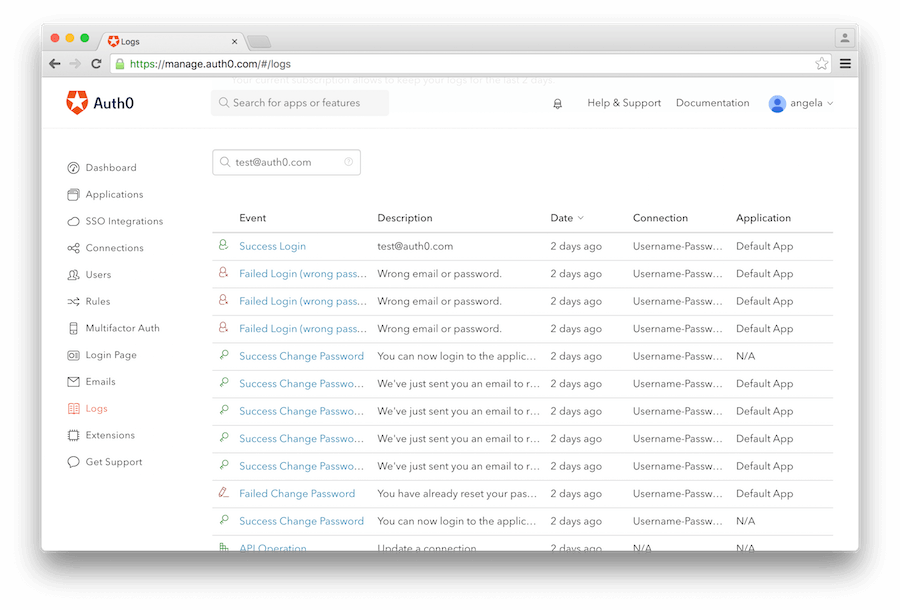 Logs
https://manage.auth0.com/#/logs
Your current subscription allows to keep your logs for the last 2 days
Auth0
Search for apps or features
Help & Support
Documentation
angela
Dashboard
Applications
SSO Integrations
Connections
Users
Rules
Multifactor Auth
Login Page
Emails
Logs
Extensions
Get Support
test@auth0.com
Event Description Date Connection Application
Success Login test@auth0.com 2 days ago Username-Passw... Default App
Failed Login (wrong pass... Wrong email or password. 2 days ago Username-Passw... Default App
Failed Login (wrong pass... Wrong email or password. 2 days ago Username-Passw... Default App
Failed Login (wrong pass... Wrong email or password. 2 days ago Username-Passw... Default App
Success Change Password You can now login to the applic... 2 days ago Username-Passw... N/A
Success Change Passwo... We've just sent you an email to r... 2 days ago Username-Passw... Default App
Success Change Passwo... We've just sent you an email to r... 2 days ago Username-Passw... Default App
Success Change Passwo... We've just sent you an email to r... 2 days ago Username-Passw... Default App
Success Change Passwo... We've just sent you an email to r... 2 days ago Username-Passw... Default App
Failed Change Password You have already reset your pas... 2 days ago Username-Passw... Default App
Success Change Password You can now login to the applic... 2 days ago Username-Passw... N/A
API Operation Update a connection 2 days ago N/A N/A